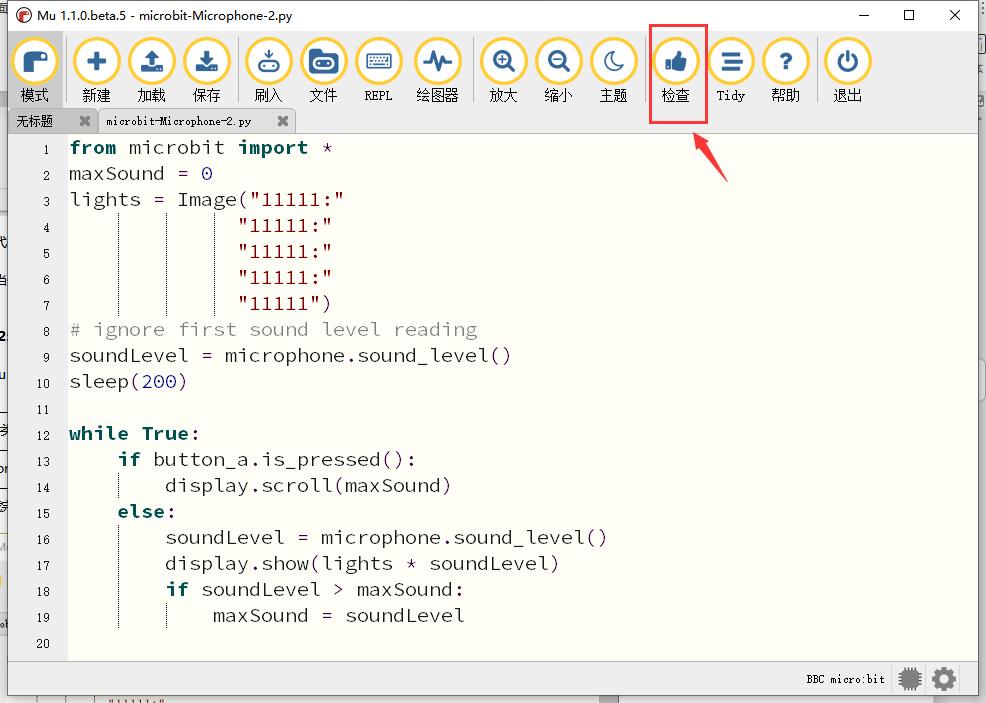 Mu 1.1.0.beta.5 - microbit-Microphone-2.py
模式 新建 加载 保存 刷入 文件 REPL 绘图器 放大 缩小 主题 检查 Tidy 帮助 退出
无标题 microbit-Microphone-2.py
1 from microbit import *
2 maxSound = 0
3 lights = Image("11111:"
4 "11111:"
5 "11111:"
6 "11111:"
7 "11111")
8 # ignore first sound level reading
9 soundLevel = microphone.sound_level()
10 sleep(200)
11
12 while True:
13 if button_a.is_pressed():
14 display.scroll(maxSound)
15 else:
16 soundLevel = microphone.sound_level()
17 display.show(lights * soundLevel)
18 if soundLevel > maxSound:
19 maxSound = soundLevel
20
BBC micro:bit